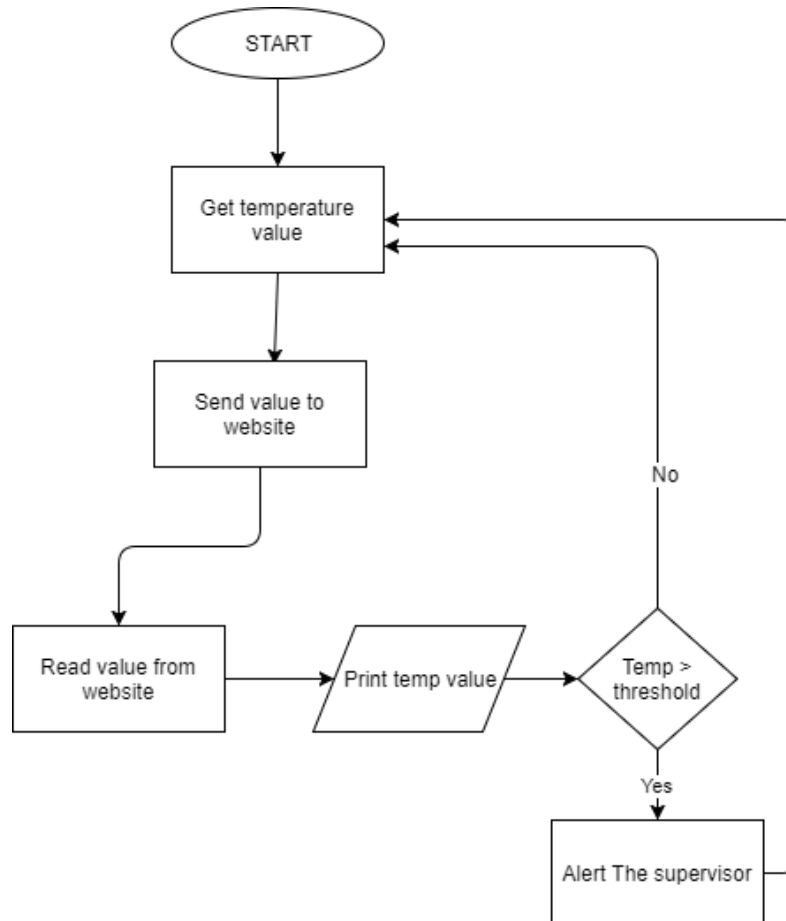 START
Get temperature
value
Send value to
website
No
Read value from
website
Print temp value
Temp >
threshold
Yes
Alert The supervisor